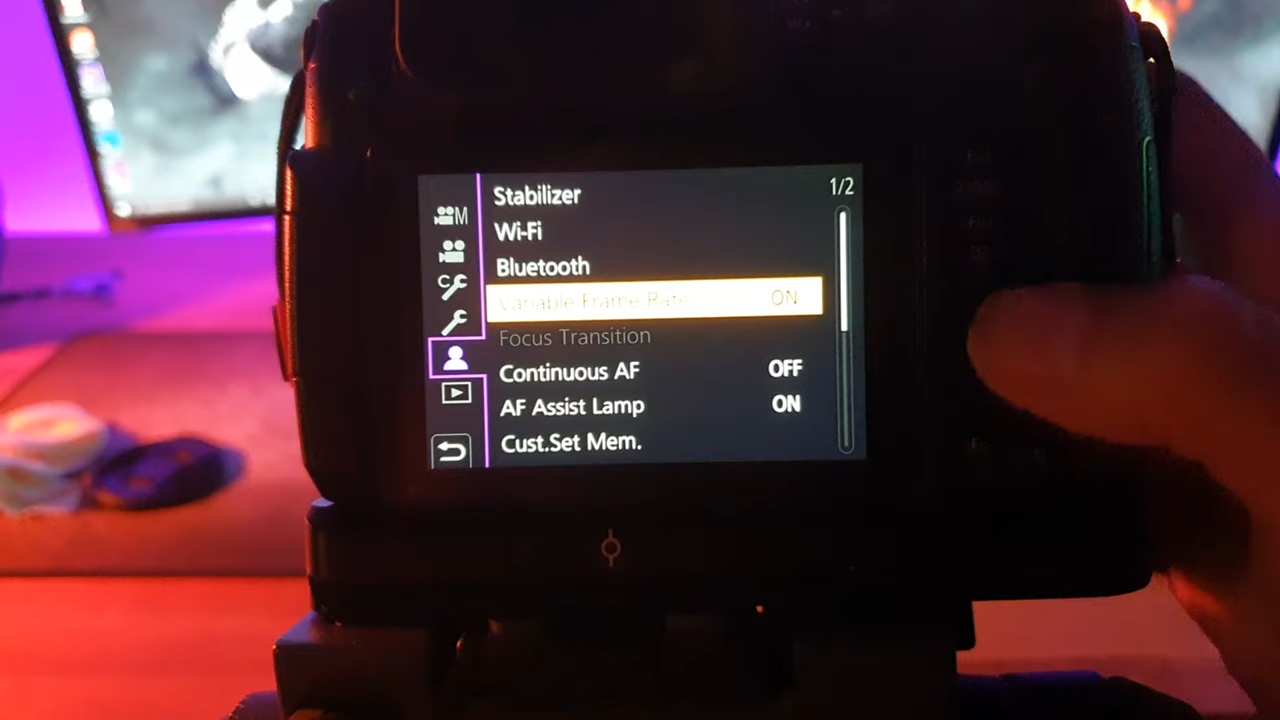 Stabilizer
1/2
Wi-Fi
Bluetooth
Variable Frame Rate ON
Focus Transition
Continuous AF OFF
AF Assist Lamp ON
Cust.Set Mem.
M
C